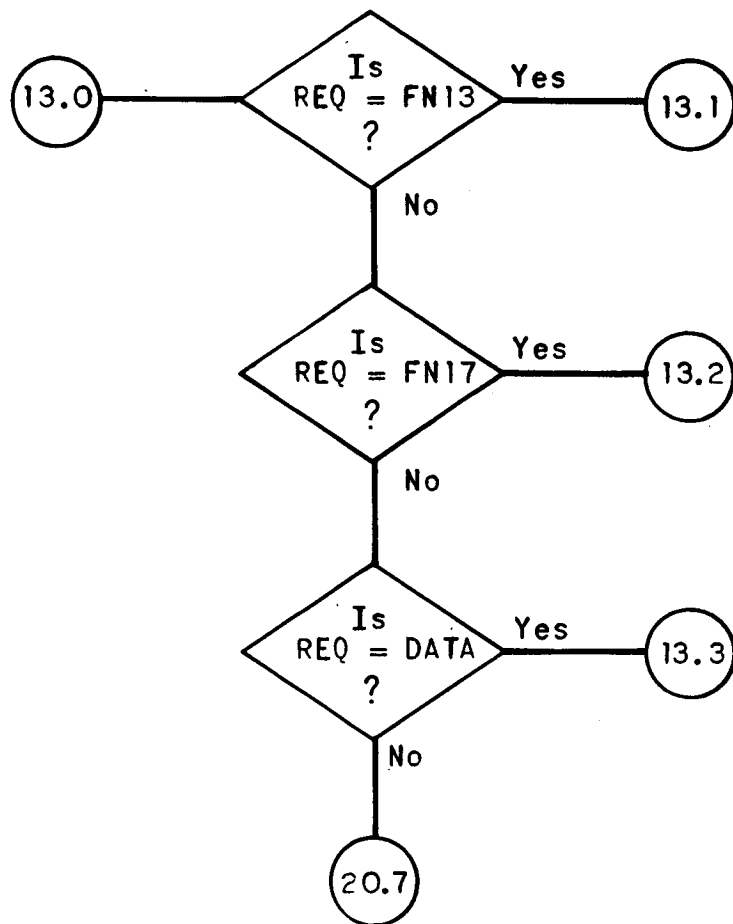 13.0
Is
REQ = FN13
?
Yes
13.1
No
Is
REQ = FN17
?
Yes
13.2
No
Is
REQ = DATA
?
Yes
13.3
No
20.7